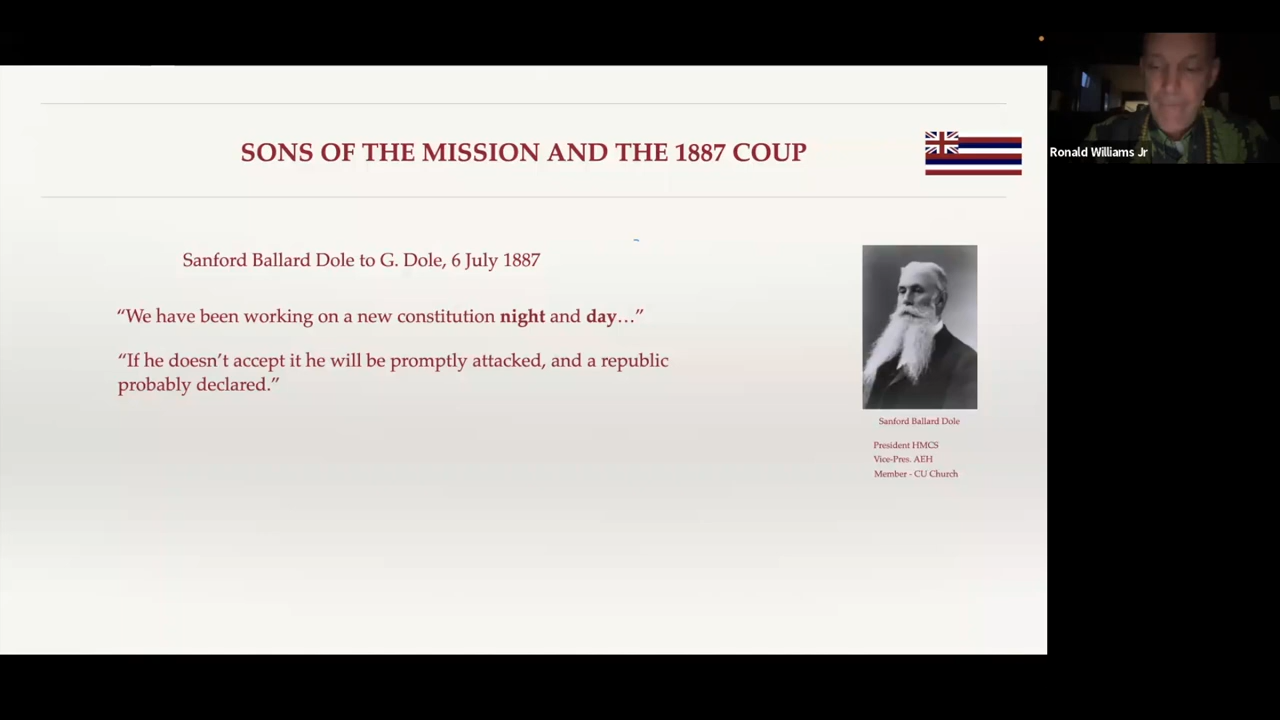 SONS OF THE MISSION AND THE 1887 COUP
Ronald Williams Jr
Sanford Ballard Dole to G. Dole, 6 July 1887
“We have been working on a new constitution night and day…”
“If he doesn’t accept it he will be promptly attacked, and a republic
probably declared.”
Sanford Ballard Dole
President HMCS
Vice-Pres. AEH
Member - CU Church